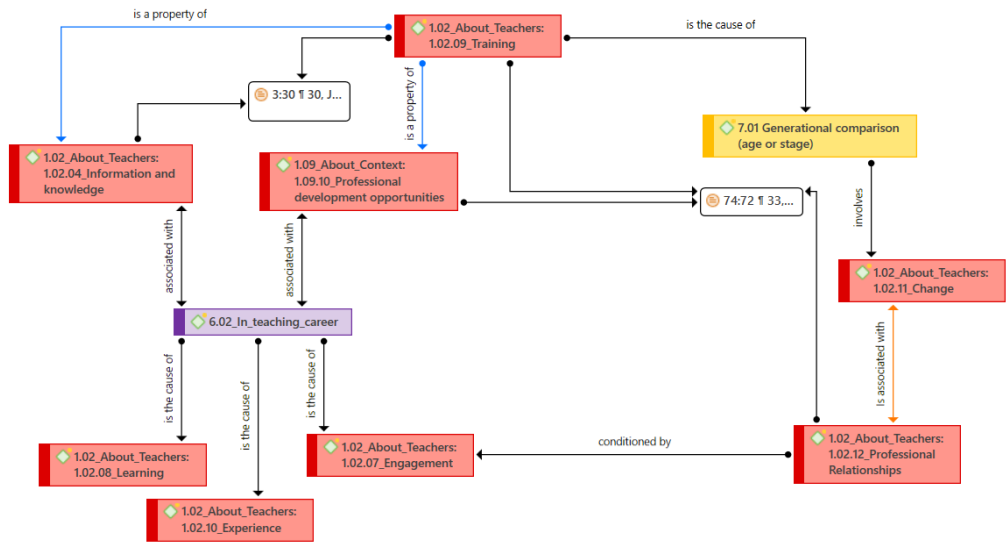 is a property of
1.02_About_Teachers:
1.02.09_Training
is the cause of
3:30 ¶ 30, J...
is a property of
7.01 Generational comparison
(age or stage)
1.02_About_Teachers:
1.02.04_Information and
knowledge
1.09_About_Context:
1.09.10_Professional
development opportunities
74:72 ¶ 33,...
involves
associated with
associated with
1.02_About_Teachers:
1.02.11_Change
6.02_In_teaching_career
is the cause of
is the cause of
is the cause of
Is associated with
1.02_About_Teachers:
1.02.08_Learning
1.02_About_Teachers:
1.02.07_Engagement
conditioned by
1.02_About_Teachers:
1.02.12_Professional
Relationships
1.02_About_Teachers:
1.02.10_Experience